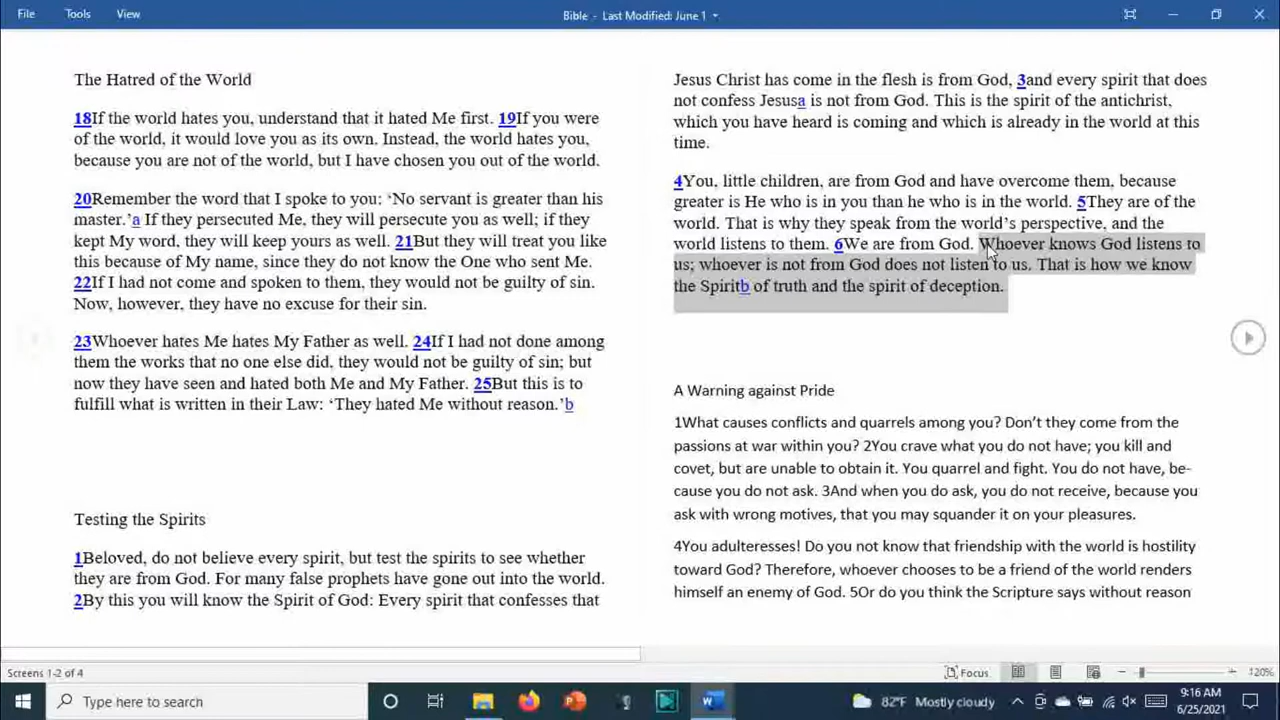 File Tools View
Bible - Last Modified: June 1
The Hatred of the World
18If the world hates you, understand that it hated Me first. 19If you were
of the world, it would love you as its own. Instead, the world hates you,
because you are not of the world, but I have chosen you out of the world.
20Remember the word that I spoke to you: ‘No servant is greater than his
master.’a If they persecuted Me, they will persecute you as well; if they
kept My word, they will keep yours as well. 21But they will treat you like
this because of My name, since they do not know the One who sent Me.
22If I had not come and spoken to them, they would not be guilty of sin.
Now, however, they have no excuse for their sin.
23Whoever hates Me hates My Father as well. 24If I had not done among
them the works that no one else did, they would not be guilty of sin; but
now they have seen and hated both Me and My Father. 25But this is to
fulfill what is written in their Law: ‘They hated Me without reason.’b
Testing the Spirits
1Beloved, do not believe every spirit, but test the spirits to see whether
they are from God. For many false prophets have gone out into the world.
2By this you will know the Spirit of God: Every spirit that confesses that
Jesus Christ has come in the flesh is from God, 3and every spirit that does
not confess Jesusa is not from God. This is the spirit of the antichrist,
which you have heard is coming and which is already in the world at this
time.
4You, little children, are from God and have overcome them, because
greater is He who is in you than he who is in the world. 5They are of the
world. That is why they speak from the world’s perspective, and the
world listens to them. 6We are from God. Whoever knows God listens to
us; whoever is not from God does not listen to us. That is how we know
the Spiritb of truth and the spirit of deception.
A Warning against Pride
1What causes conflicts and quarrels among you? Don’t they come from the
passions at war within you? 2You crave what you do not have; you kill and
covet, but are unable to obtain it. You quarrel and fight. You do not have, be-
cause you do not ask. 3And when you do ask, you do not receive, because you
ask with wrong motives, that you may squander it on your pleasures.
4You adulteresses! Do you not know that friendship with the world is hostility
toward God? Therefore, whoever chooses to be a friend of the world renders
himself an enemy of God. 5Or do you think the Scripture says without reason
Screens 1-2 of 4
Focus
120%
Type here to search
82°F Mostly cloudy
9:16 AM
6/25/2021